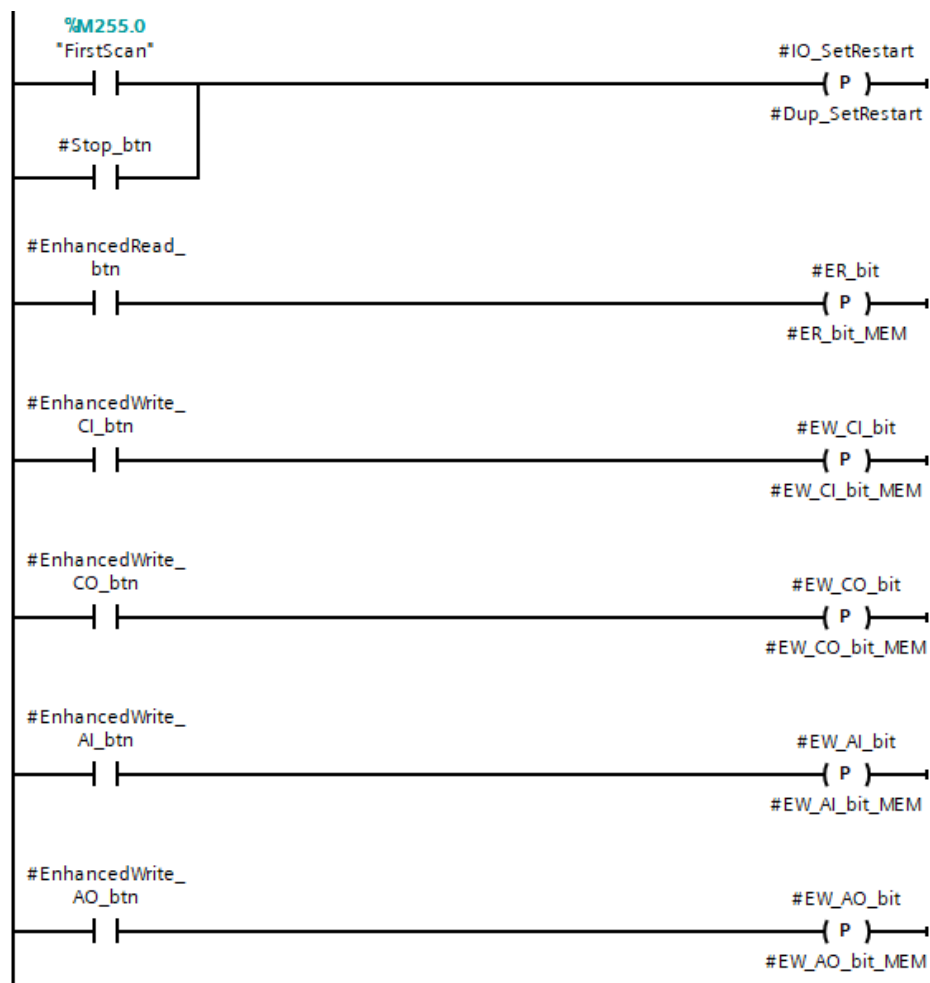 %M255.0
"FirstScan"
#IO_SetRestart
P
#Dup_SetRestart
#Stop_btn
#EnhancedRead_
btn
#ER_bit
P
#ER_bit_MEM
#EnhancedWrite_
CI_btn
#EW_CI_bit
P
#EW_CI_bit_MEM
#EnhancedWrite_
CO_btn
#EW_CO_bit
P
#EW_CO_bit_MEM
#EnhancedWrite_
AI_btn
#EW_AI_bit
P
#EW_AI_bit_MEM
#EnhancedWrite_
AO_btn
#EW_AO_bit
P
#EW_AO_bit_MEM